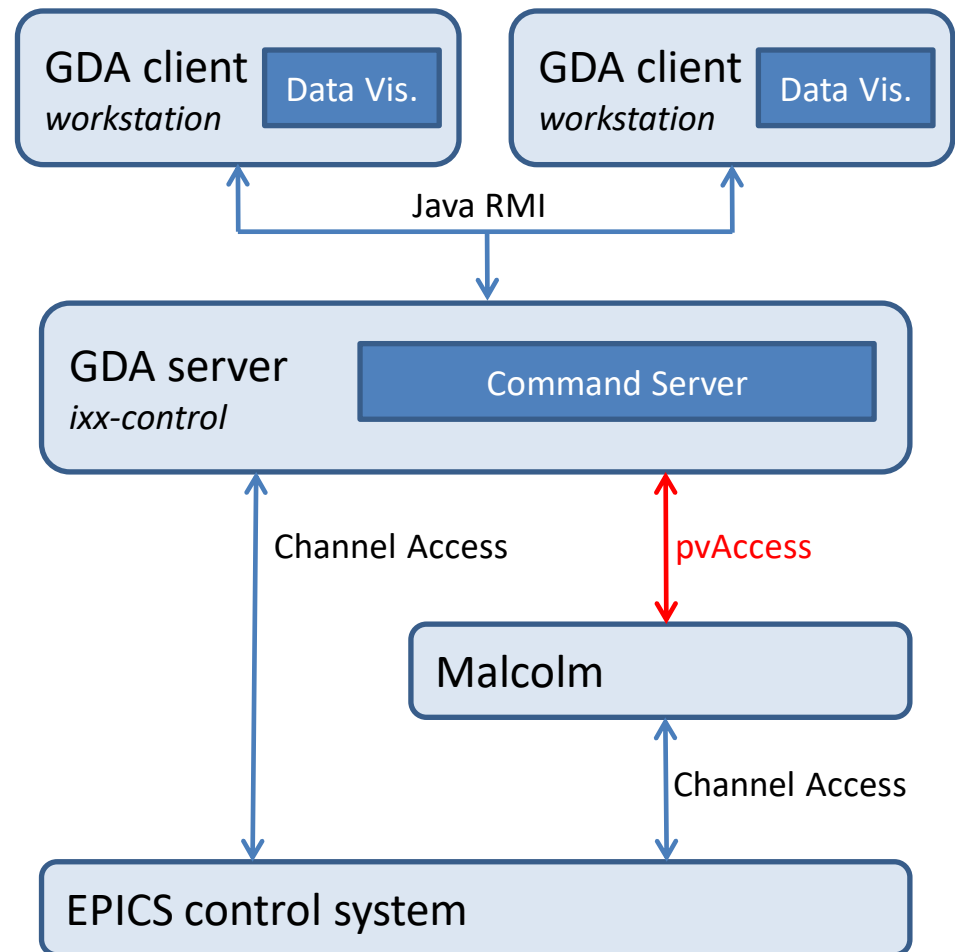 GDA client
workstation
Data Vis.
GDA client
workstation
Data Vis.
Java RMI
GDA server
ixx-control
Command Server
Channel Access
pvAccess
Malcolm
Channel Access
EPICS control system